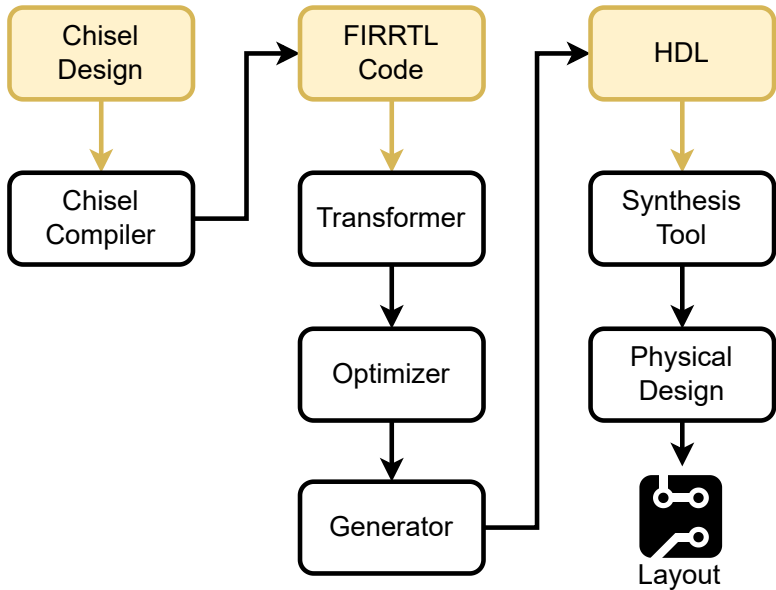 Chisel
Design
Chisel
Compiler
FIRRTL
Code
Transformer
Optimizer
Generator
HDL
Synthesis
Tool
Physical
Design
Layout